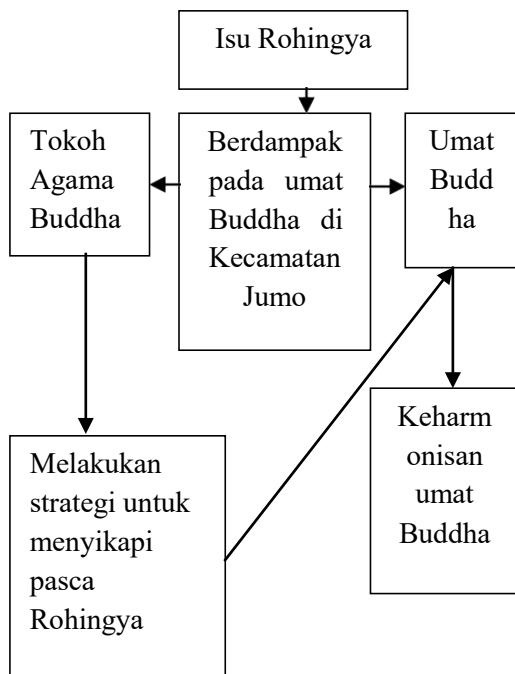 Isu Rohingya
Tokoh
Agama
Buddha
Berdampak
pada umat
Buddha di
Kecamatan
Jumo
Umat
Budd
ha
Melakukan
strategi untuk
menyikapi
pasca
Rohingya
Keharm
onisan
umat
Buddha